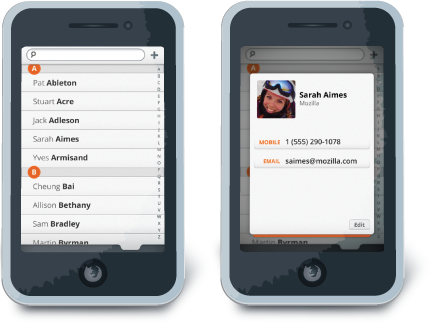 A
Pat Ableton
Stuart Acre
Jack Adleson
Sarah Aimes
Yves Armisand
B
Cheung Bai
Allison Bethany
Sam Bradley
Martin Byrman
Sarah Aimes
Mozilla
MOBILE 1 (555) 290-1078
EMAIL saimes@mozilla.com
Edit
Martin Byrman